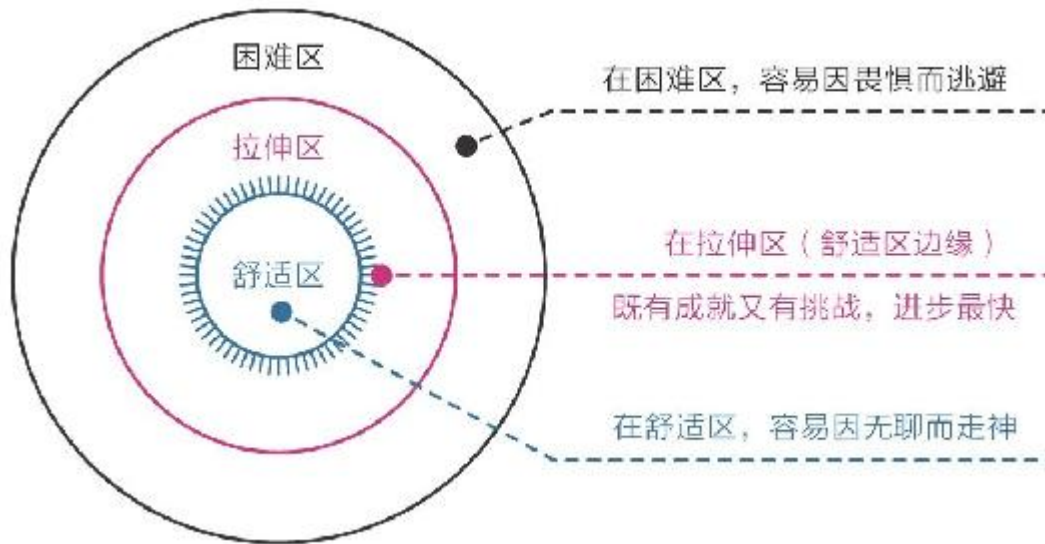 困难区
在困难区，容易因畏惧而逃避
拉伸区
在拉伸区（舒适区边缘）
舒适区
既有成就又有挑战，进步最快
在舒适区，容易因无聊而走神